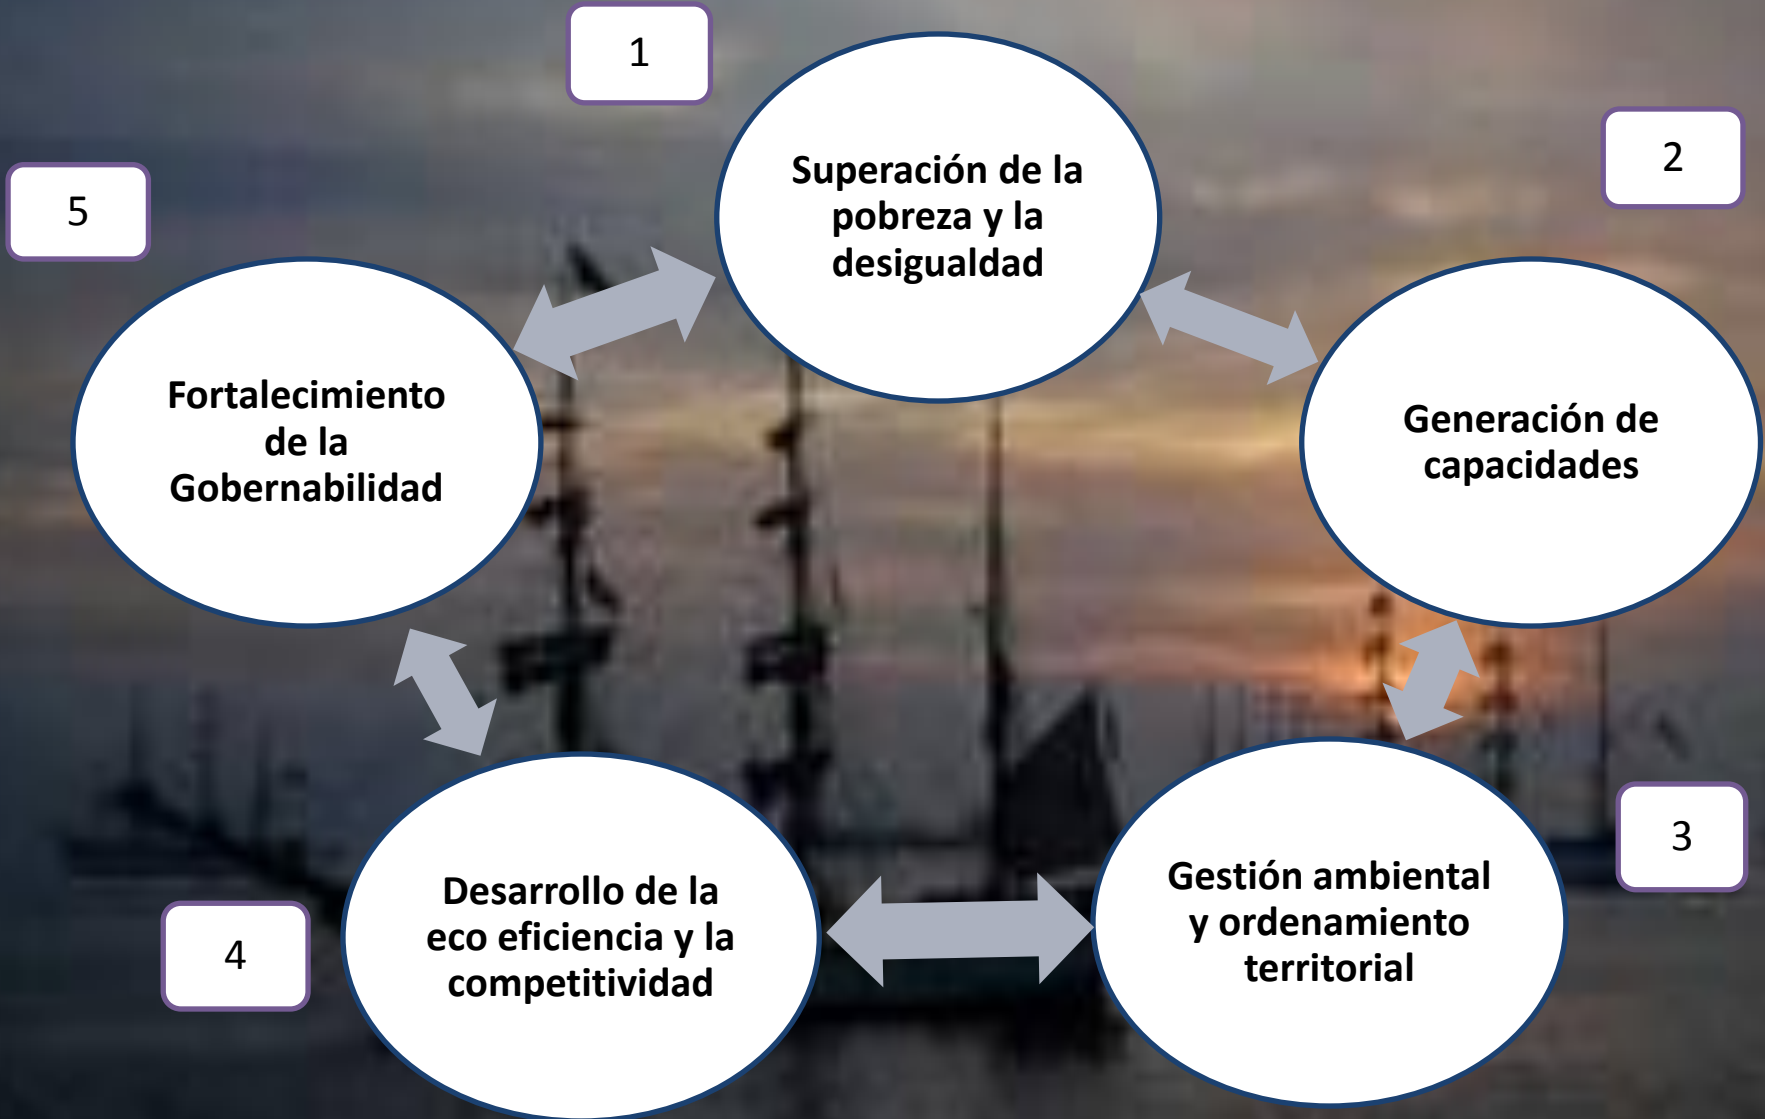 1
Superación de la
pobreza y la
desigualdad
2
Generación de
capacidades
3
Gestión ambiental
y ordenamiento
territorial
4
Desarrollo de la
eco eficiencia y la
competitividad
5
Fortalecimiento
de la
Gobernabilidad